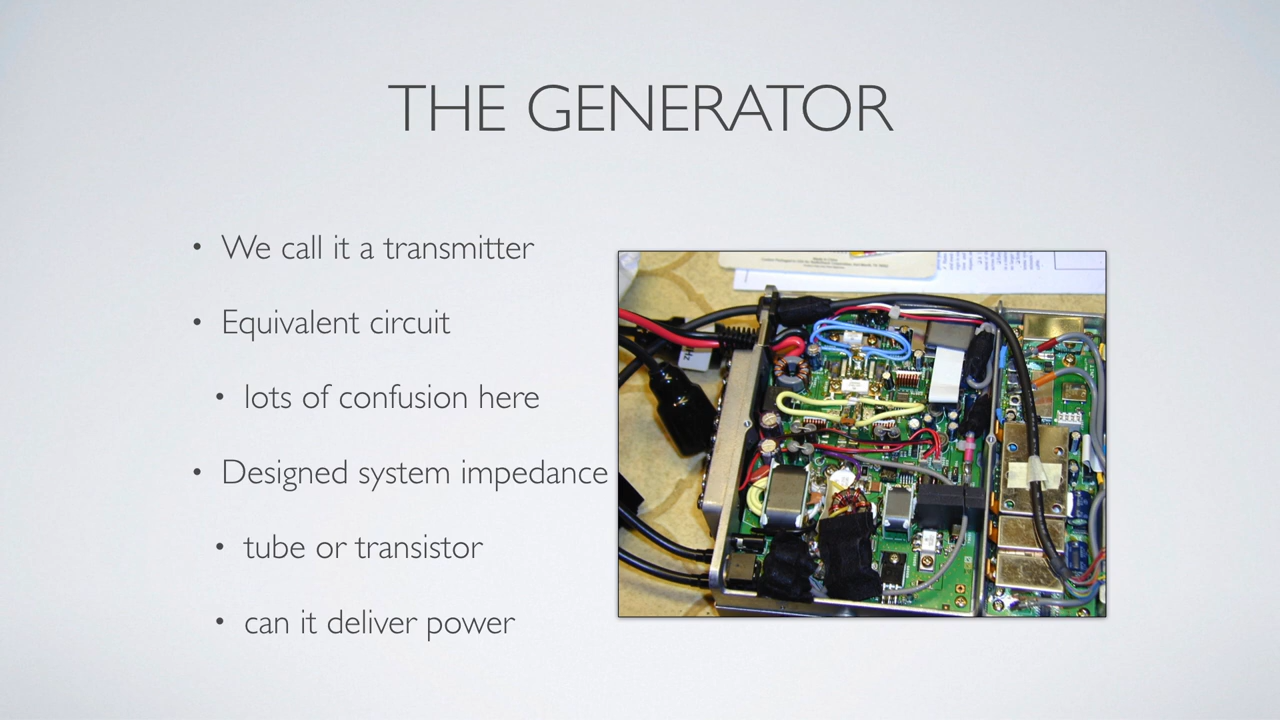 THE GENERATOR
• We call it a transmitter
• Equivalent circuit
• lots of confusion here
• Designed system impedance
• tube or transistor
• can it deliver power